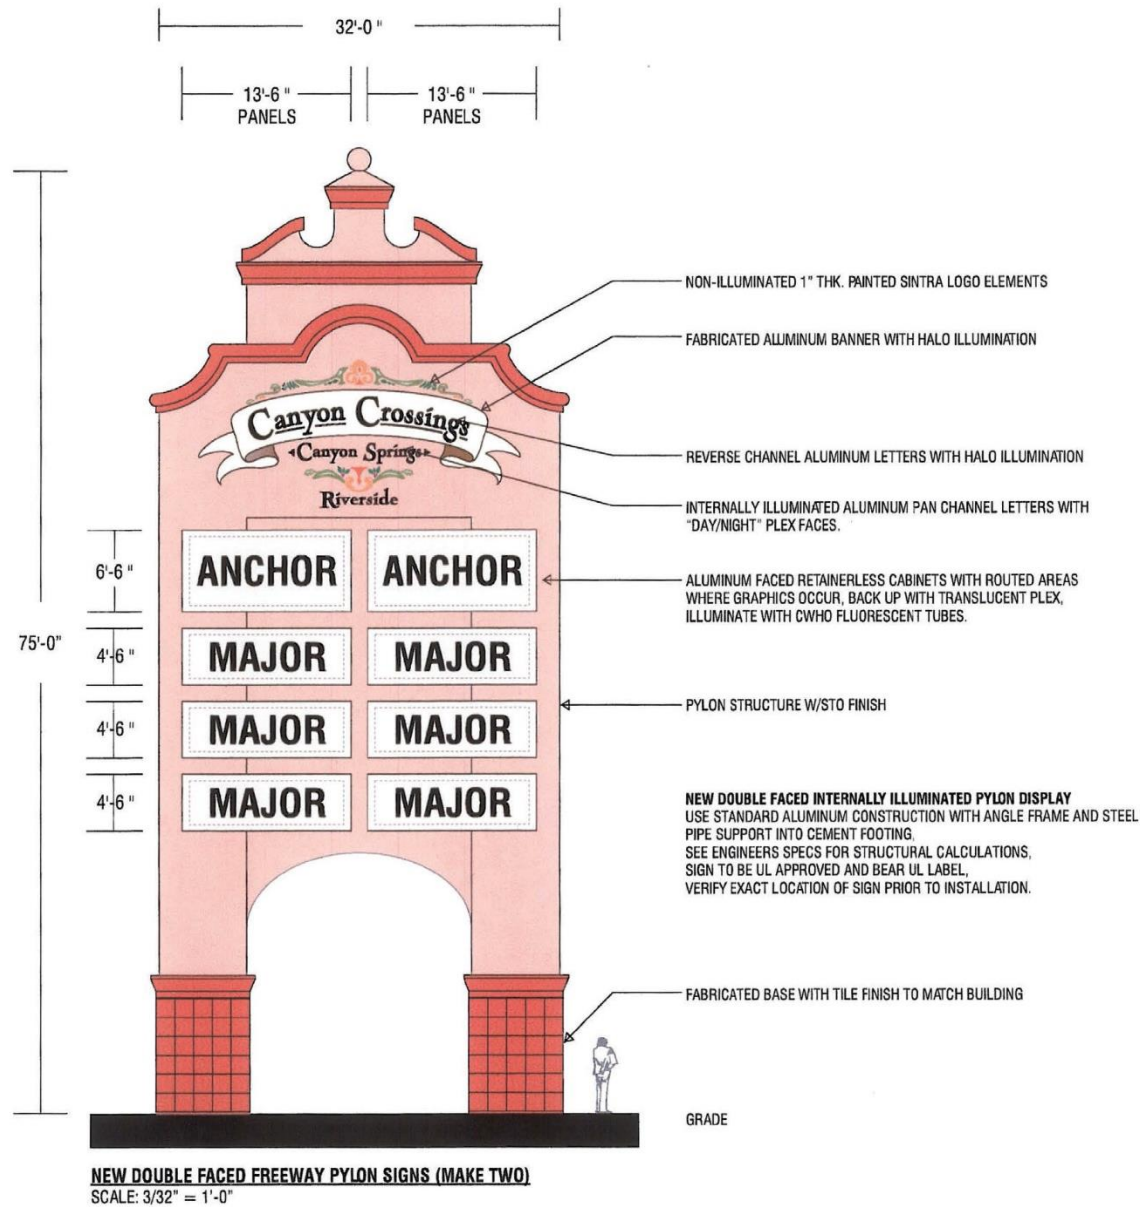 32'-0 "
13'-6 "
PANELS
13'-6 "
PANELS
NON-ILLUMINATED 1" THK. PAINTED SINTRA LOGO ELEMENTS
FABRICATED ALUMINUM BANNER WITH HALO ILLUMINATION
Canyon Crossings
Canyon Springs
Riverside
REVERSE CHANNEL ALUMINUM LETTERS WITH HALO ILLUMINATION
INTERNALLY ILLUMINATED ALUMINUM PAN CHANNEL LETTERS WITH
"DAY/NIGHT" PLEX FACES.
6'-6 "
ANCHOR
ANCHOR
ALUMINUM FACED RETAINERLESS CABINETS WITH ROUTED AREAS
WHERE GRAPHICS OCCUR, BACK UP WITH TRANSLUCENT PLEX,
ILLUMINATE WITH CWHO FLUORESCENT TUBES.
75'-0"
4'-6 "
MAJOR
MAJOR
4'-6 "
MAJOR
MAJOR
PYLON STRUCTURE W/STO FINISH
4'-6 "
MAJOR
MAJOR
NEW DOUBLE FACED INTERNALLY ILLUMINATED PYLON DISPLAY
USE STANDARD ALUMINUM CONSTRUCTION WITH ANGLE FRAME AND STEEL
PIPE SUPPORT INTO CEMENT FOOTING,
SEE ENGINEERS SPECS FOR STRUCTURAL CALCULATIONS,
SIGN TO BE UL APPROVED AND BEAR UL LABEL,
VERIFY EXACT LOCATION OF SIGN PRIOR TO INSTALLATION.
FABRICATED BASE WITH TILE FINISH TO MATCH BUILDING
GRADE
NEW DOUBLE FACED FREEWAY PYLON SIGNS (MAKE TWO)
SCALE: 3/32" = 1'-0"